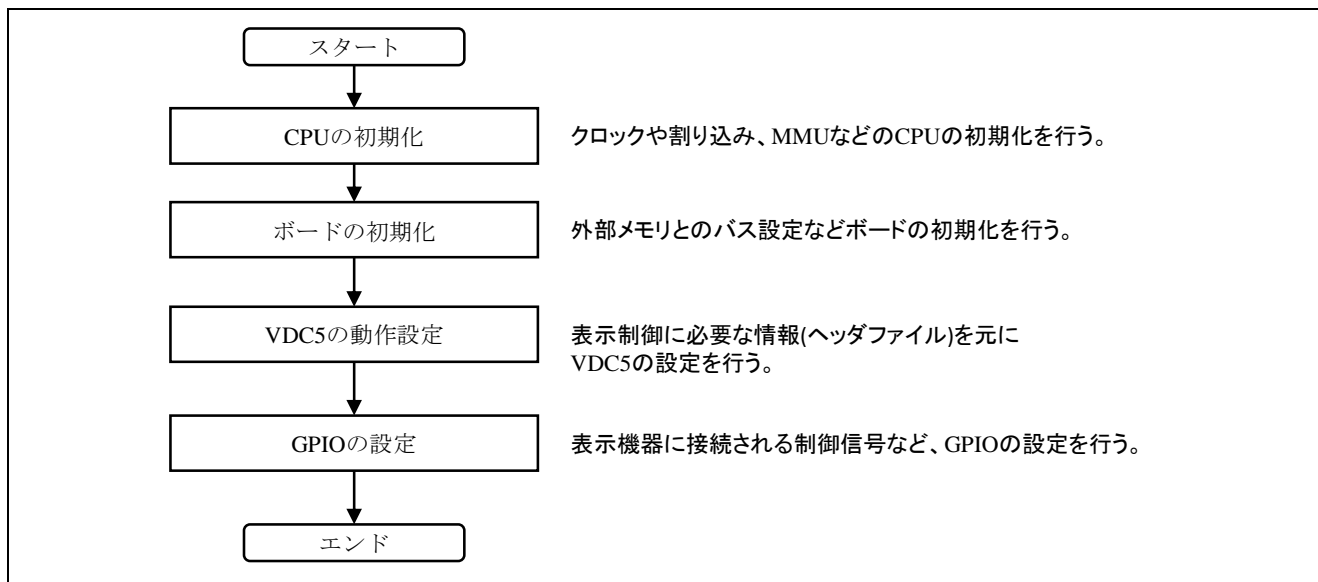 スタート
CPUの初期化
クロックや割り込み、MMUなどのCPUの初期化を行う。
ボードの初期化
外部メモリとのバス設定などボードの初期化を行う。
VDC5の動作設定
表示制御に必要な情報(ヘッダファイル)を元に
VDC5の設定を行う。
GPIOの設定
表示機器に接続される制御信号など、GPIOの設定を行う。
エンド